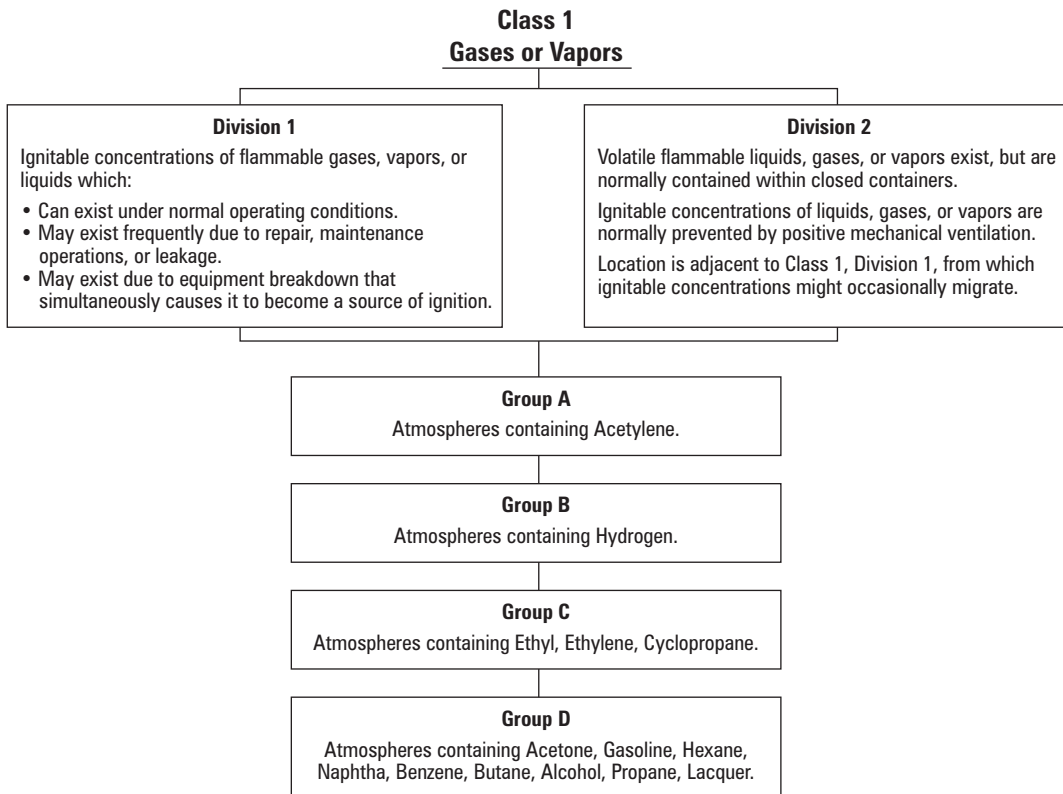 Class 1
Gases or Vapors
Division 1
Ignitable concentrations of flammable gases, vapors, or
liquids which:
• Can exist under normal operating conditions.
• May exist frequently due to repair, maintenance
operations, or leakage.
• May exist due to equipment breakdown that
simultaneously causes it to become a source of ignition.
Division 2
Volatile flammable liquids, gases, or vapors exist, but are
normally contained within closed containers.
Ignitable concentrations of liquids, gases, or vapors are
normally prevented by positive mechanical ventilation.
Location is adjacent to Class 1, Division 1, from which
ignitable concentrations might occasionally migrate.
Group A
Atmospheres containing Acetylene.
Group B
Atmospheres containing Hydrogen.
Group C
Atmospheres containing Ethyl, Ethylene, Cyclopropane.
Group D
Atmospheres containing Acetone, Gasoline, Hexane,
Naphtha, Benzene, Butane, Alcohol, Propane, Lacquer.